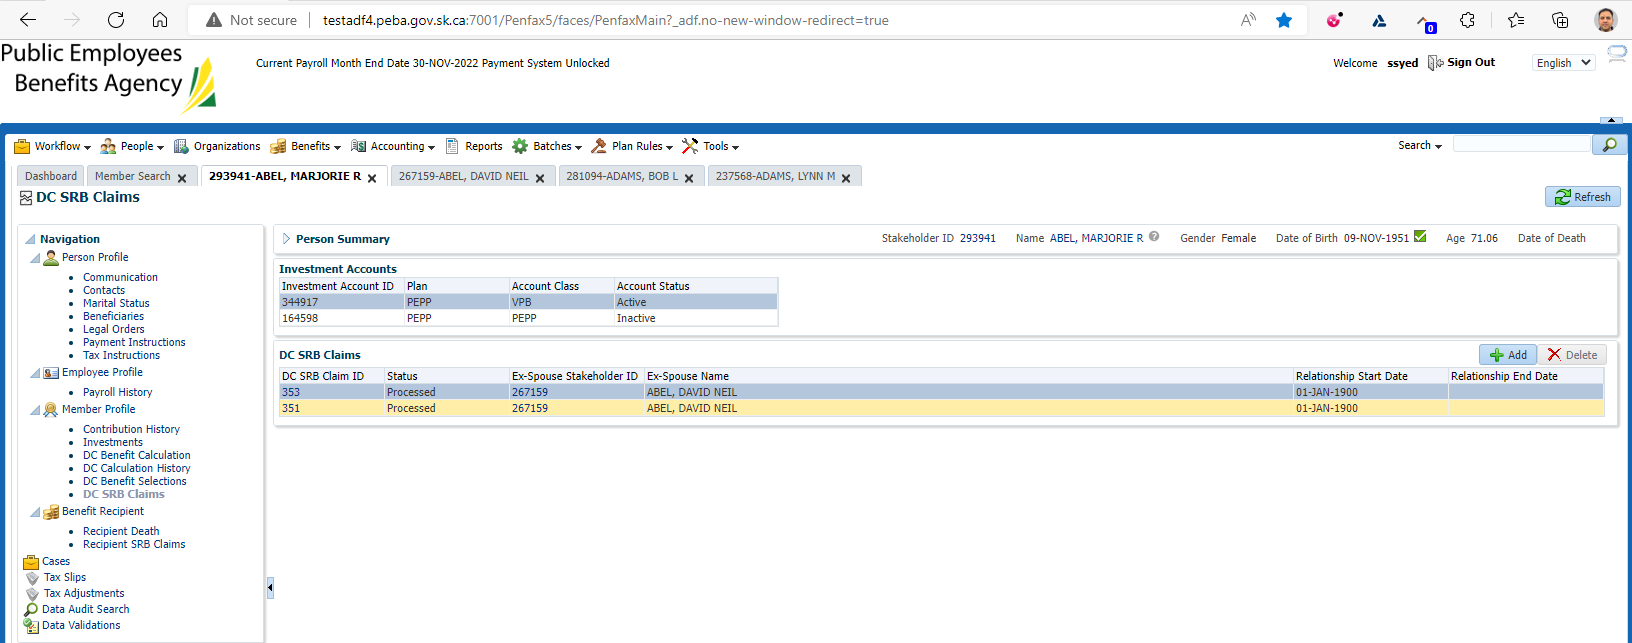 Not secure | testadf4.peba.gov.sk.ca:7001/Penfax5/faces/PenfaxMain?_adf.no-new-window-redirect=true
0
Public Employees
Benefits Agency
Current Payroll Month End Date 30-NOV-2022 Payment System Unlocked
Welcome ssyed Sign Out English
Workflow People Organizations Benefits Accounting Reports Batches Plan Rules Tools Search
Dashboard Member Search 293941-ABEL, MARJORIE R 267159-ABEL, DAVID NEIL 281094-ADAMS, BOB L 237568-ADAMS, LYNN M
DC SRB Claims Refresh
Navigation
Person Profile
Communication
Contacts
Marital Status
Beneficiaries
Legal Orders
Payment Instructions
Tax Instructions
Employee Profile
Payroll History
Member Profile
Contribution History
Investments
DC Benefit Calculation
DC Calculation History
DC Benefit Selections
DC SRB Claims
Benefit Recipient
Recipient Death
Recipient SRB Claims
Cases
Tax Slips
Tax Adjustments
Data Audit Search
Data Validations
Person Summary Stakeholder ID 293941 Name ABEL, MARJORIE R Gender Female Date of Birth 09-NOV-1951 Age 71.06 Date of Death
Investment Accounts
Investment Account ID Plan Account Class Account Status
344917 PEPP VPB Active
164598 PEPP PEPP Inactive
DC SRB Claims Add Delete
DC SRB Claim ID Status Ex-Spouse Stakeholder ID Ex-Spouse Name Relationship Start Date Relationship End Date
353 Processed 267159 ABEL, DAVID NEIL 01-JAN-1900
351 Processed 267159 ABEL, DAVID NEIL 01-JAN-1900